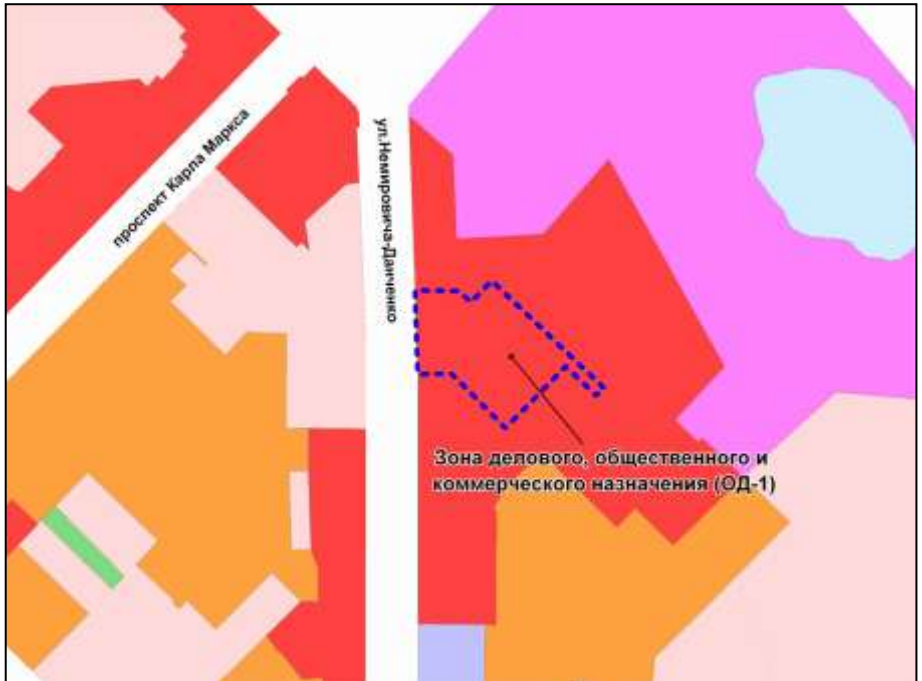 проспект Карла Маркса
ул.Немировича-Данченко
Зона делового, общественного и
коммерческого назначения (ОД-1)